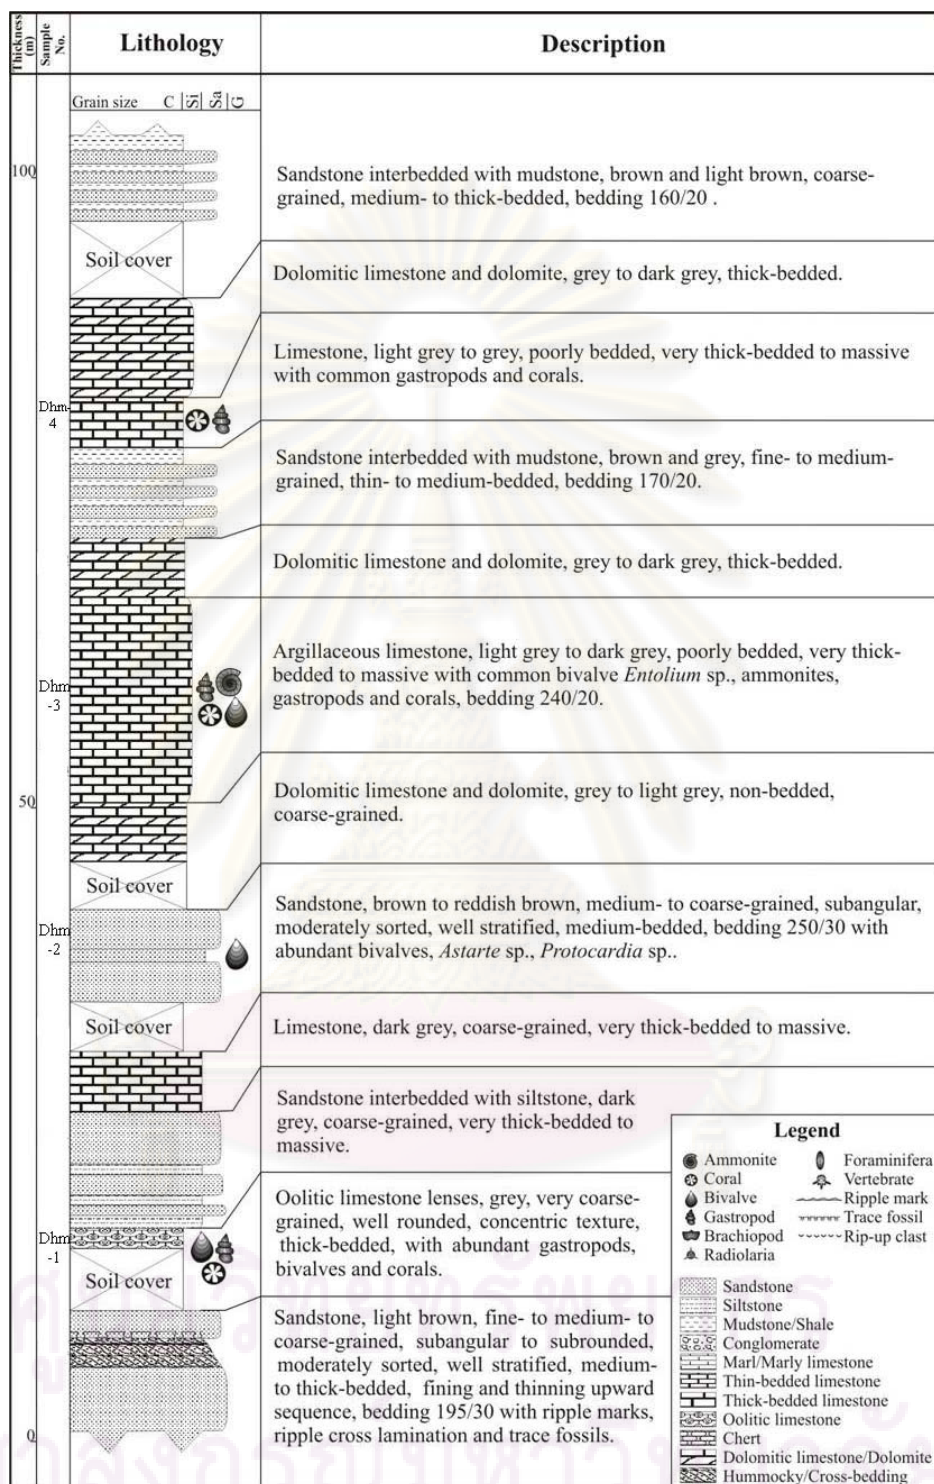 Thickness (m)
Sample No.
Lithology
Description
Grain size C Si Sa G
100
Sandstone interbedded with mudstone, brown and light brown, coarse-
grained, medium- to thick-bedded, bedding 160/20 .
Soil cover
Dolomitic limestone and dolomite, grey to dark grey, thick-bedded.
Limestone, light grey to grey, poorly bedded, very thick-bedded to massive
with common gastropods and corals.
Dhm-
4
Sandstone interbedded with mudstone, brown and grey, fine- to medium-
grained, thin- to medium-bedded, bedding 170/20.
Dolomitic limestone and dolomite, grey to dark grey, thick-bedded.
Argillaceous limestone, light grey to dark grey, poorly bedded, very thick-
bedded to massive with common bivalve Entolium sp., ammonites,
gastropods and corals, bedding 240/20.
Dhm
-3
50
Dolomitic limestone and dolomite, grey to light grey, non-bedded,
coarse-grained.
Soil cover
Sandstone, brown to reddish brown, medium- to coarse-grained, subangular,
moderately sorted, well stratified, medium-bedded, bedding 250/30 with
abundant bivalves, Astarte sp., Protocardia sp..
Dhm
-2
Soil cover
Limestone, dark grey, coarse-grained, very thick-bedded to massive.
Sandstone interbedded with siltstone, dark
grey, coarse-grained, very thick-bedded to
massive.
Oolitic limestone lenses, grey, very coarse-
grained, well rounded, concentric texture,
thick-bedded, with abundant gastropods,
bivalves and corals.
Dhm
-1
Soil cover
Sandstone, light brown, fine- to medium- to
coarse-grained, subangular to subrounded,
moderately sorted, well stratified, medium-
to thick-bedded, fining and thinning upward
sequence, bedding 195/30 with ripple marks,
ripple cross lamination and trace fossils.
0
Legend
Ammonite
Coral
Bivalve
Gastropod
Brachiopod
Radiolaria
Foraminifera
Vertebrate
Ripple mark
Trace fossil
Rip-up clast
Sandstone
Siltstone
Mudstone/Shale
Conglomerate
Marl/Marly limestone
Thin-bedded limestone
Thick-bedded limestone
Oolitic limestone
Chert
Dolomitic limestone/Dolomite
Hummocky/Cross-bedding